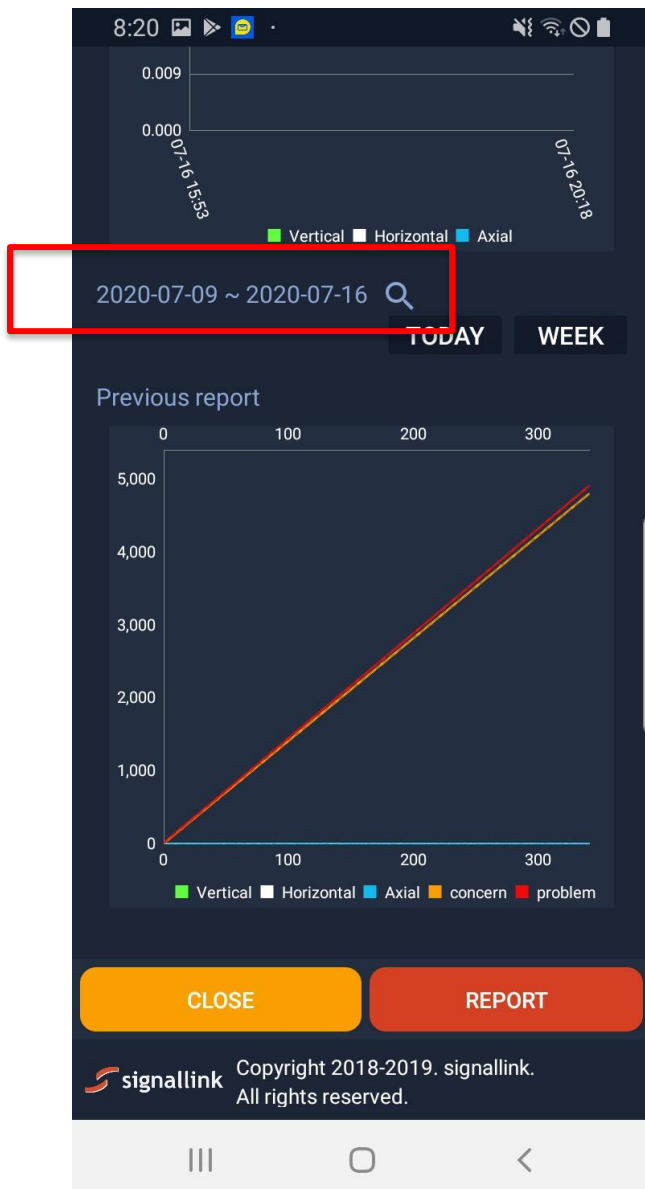 8:20
0.009
0.000
07-16 15:53
07-16 20:18
Vertical Horizontal Axial
2020-07-09 ~ 2020-07-16
TODAY WEEK
Previous report
0 100 200 300
5,000
4,000
3,000
2,000
1,000
0
0 100 200 300
Vertical Horizontal Axial concern problem
CLOSE REPORT
signallink
Copyright 2018-2019. signallink.
All rights reserved.